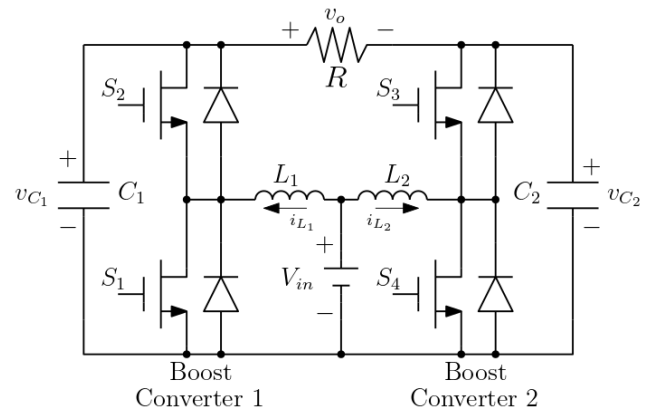 + v_o −
R
S_2
S_3
+
+
L_1
L_2
v_{C_1}
C_1
C_2
v_{C_2}
i_{L_1}
i_{L_2}
−
−
+
S_1
V_{in}
S_4
−
Boost
Converter 1
Boost
Converter 2